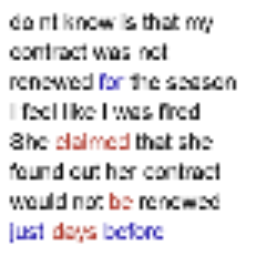 do nt know is that my
contract was not
renewed for the season
I feel like I was fired
She claimed that she
found out her contract
would not be renewed
just days before